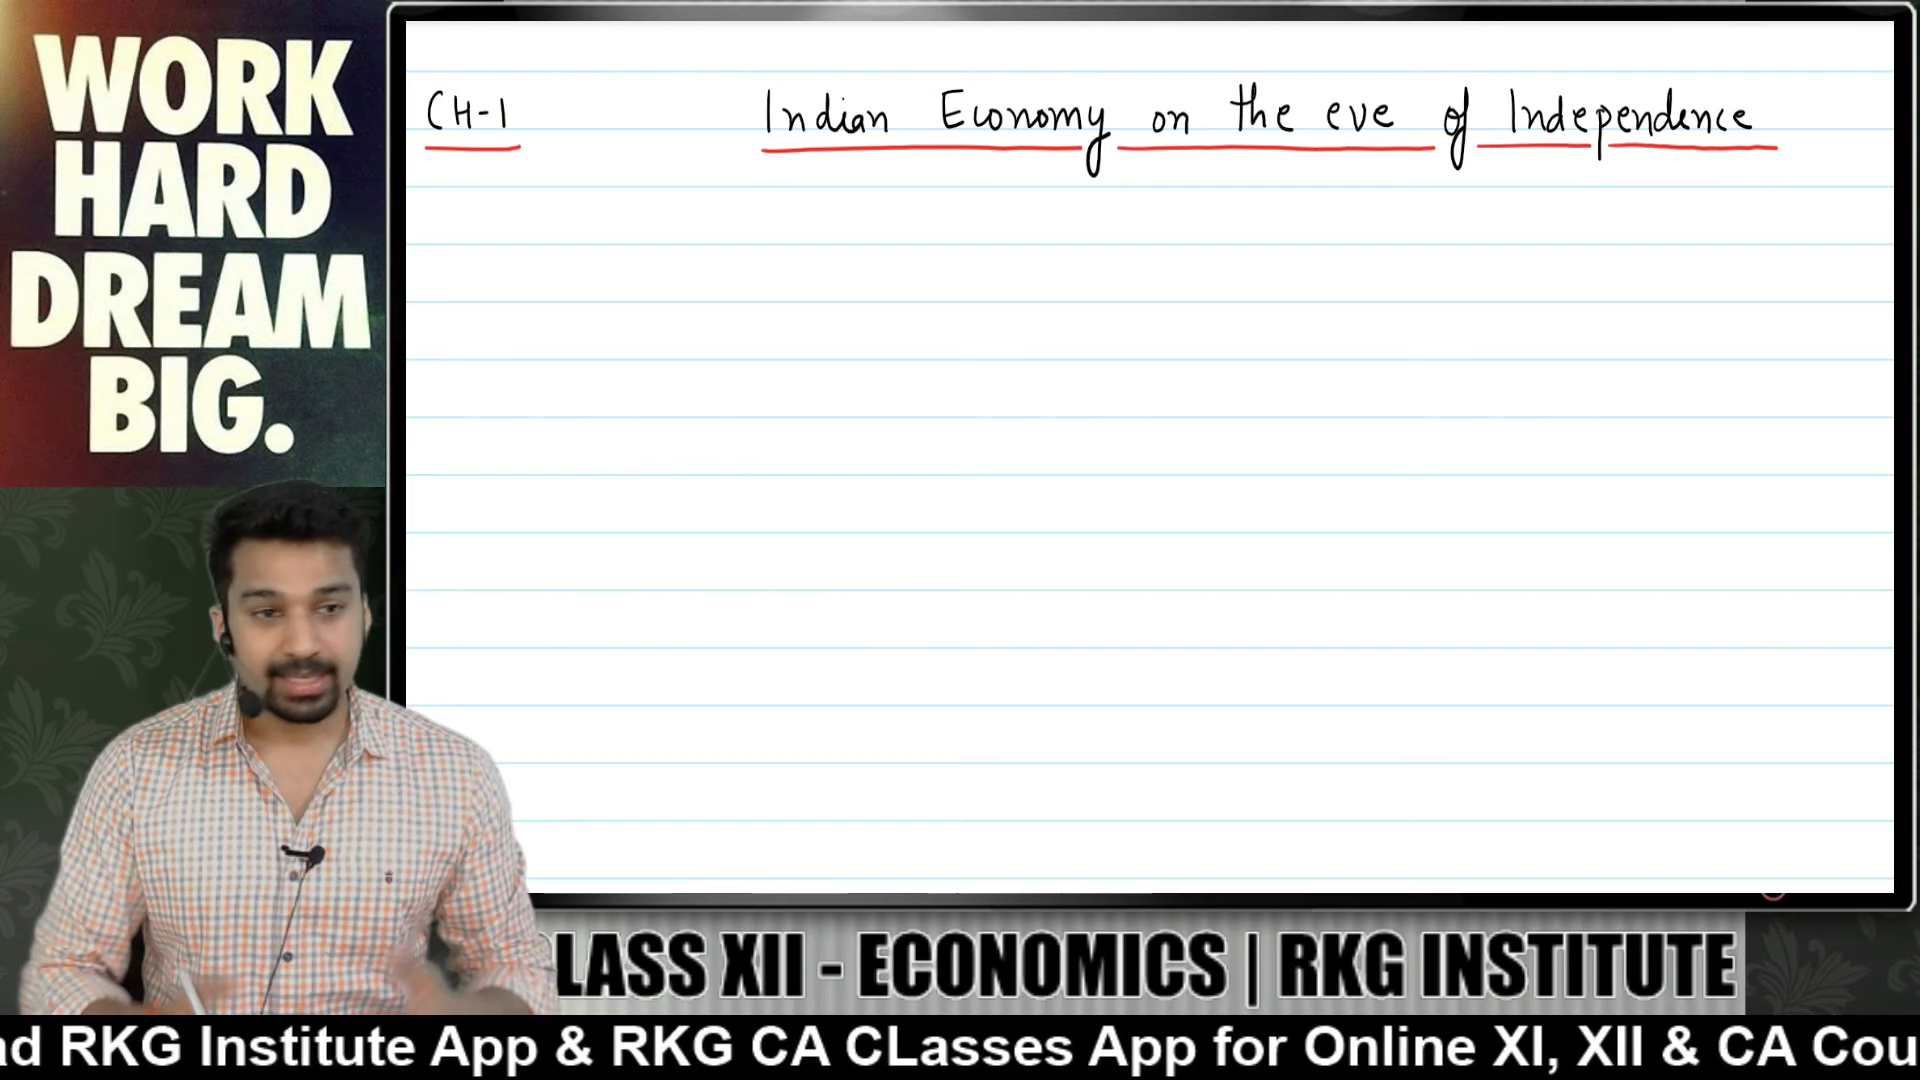 WORK
HARD
DREAM
BIG.
CH-1 Indian Economy on the eve of Independence
LASS XII - ECONOMICS | RKG INSTITUTE
ad RKG Institute App & RKG CA CLasses App for Online XI, XII & CA Cou